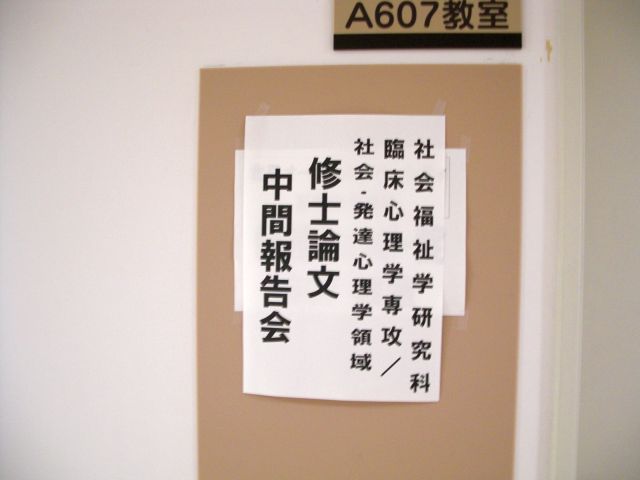 A607教室
社会福祉学研究科
臨床心理学専攻／
社会・発達心理学領域
修士論文
中間報告会